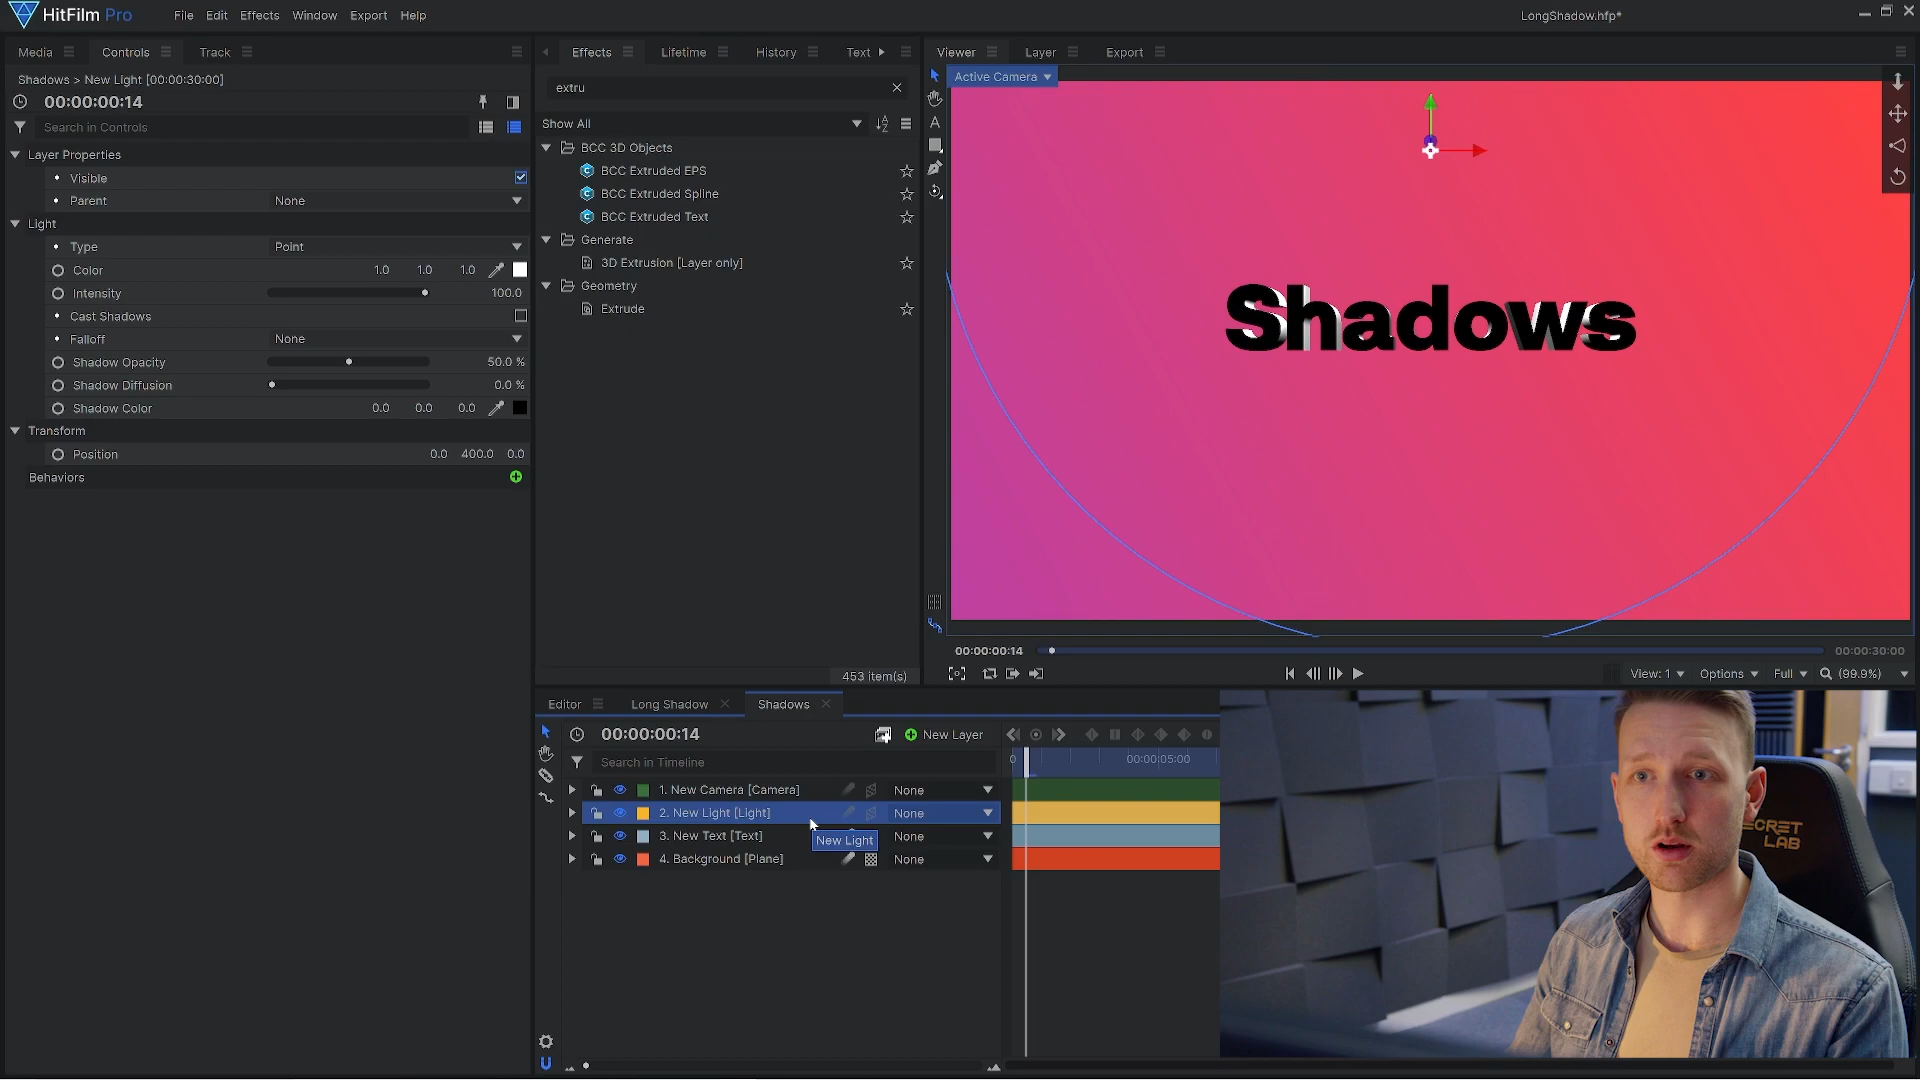 HitFilm Pro File Edit Effects Window Export Help LongShadow.hfp*
Media Controls Track
Shadows > New Light [00:00:30:00]
00:00:00:14
Search in Controls
Layer Properties
Visible
Parent None
Light
Type Point
Color 1.0 1.0 1.0
Intensity 100.0
Cast Shadows
Falloff None
Shadow Opacity 50.0 %
Shadow Diffusion 0.0 %
Shadow Color 0.0 0.0 0.0
Transform
Position 0.0 400.0 0.0
Behaviors
Effects Lifetime History Text
extru
Show All
BCC 3D Objects
BCC Extruded EPS
BCC Extruded Spline
BCC Extruded Text
Generate
3D Extrusion [Layer only]
Geometry
Extrude
453 item(s)
Viewer Layer Export
Active Camera
A
Shadows
00:00:00:14 00:00:30:00
View: 1 Options Full (99.9%)
Editor Long Shadow Shadows
00:00:00:14 New Layer
Search in Timeline
0 00:00:05:00
1. New Camera [Camera] None
2. New Light [Light] None
3. New Text [Text] None
New Light
4. Background [Plane] None
ECRET
LAB